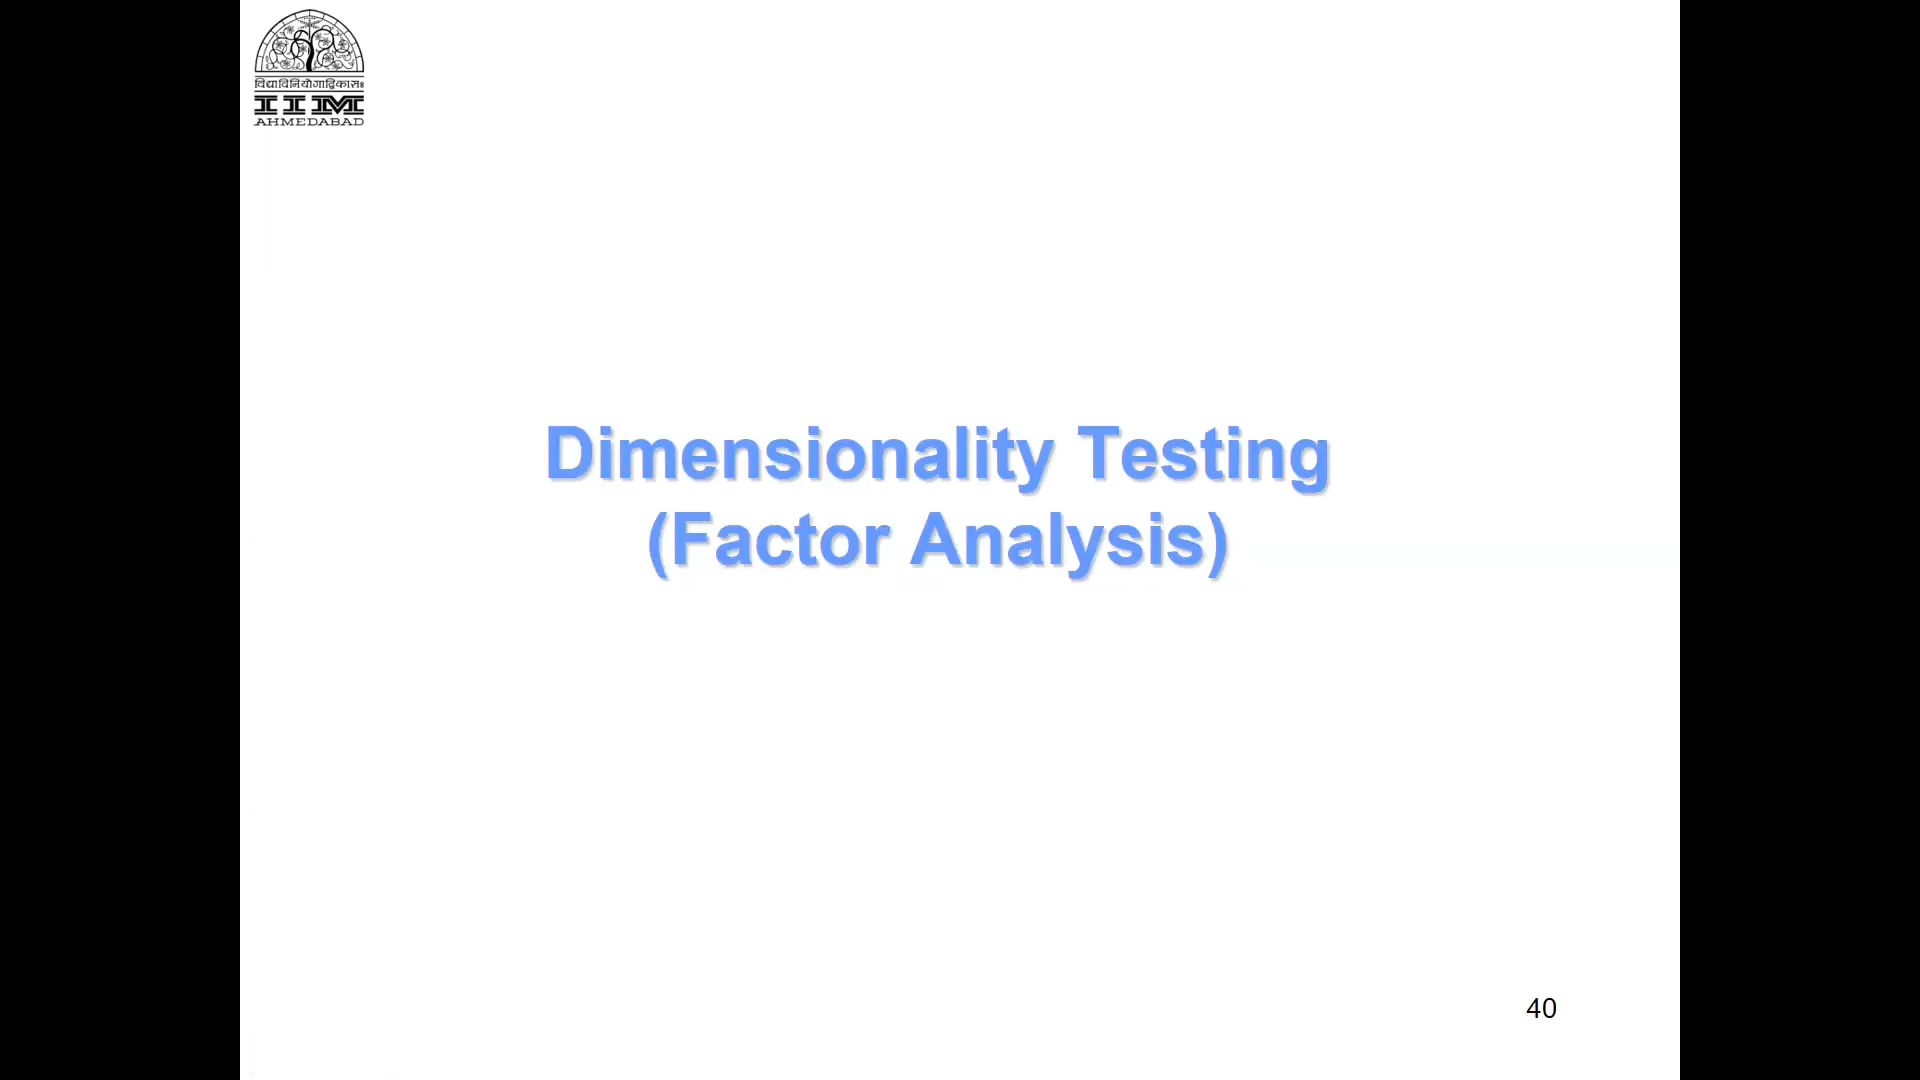 विद्याविनियोगाद्विकासः
IIM
AHMEDABAD
Dimensionality Testing
(Factor Analysis)
40